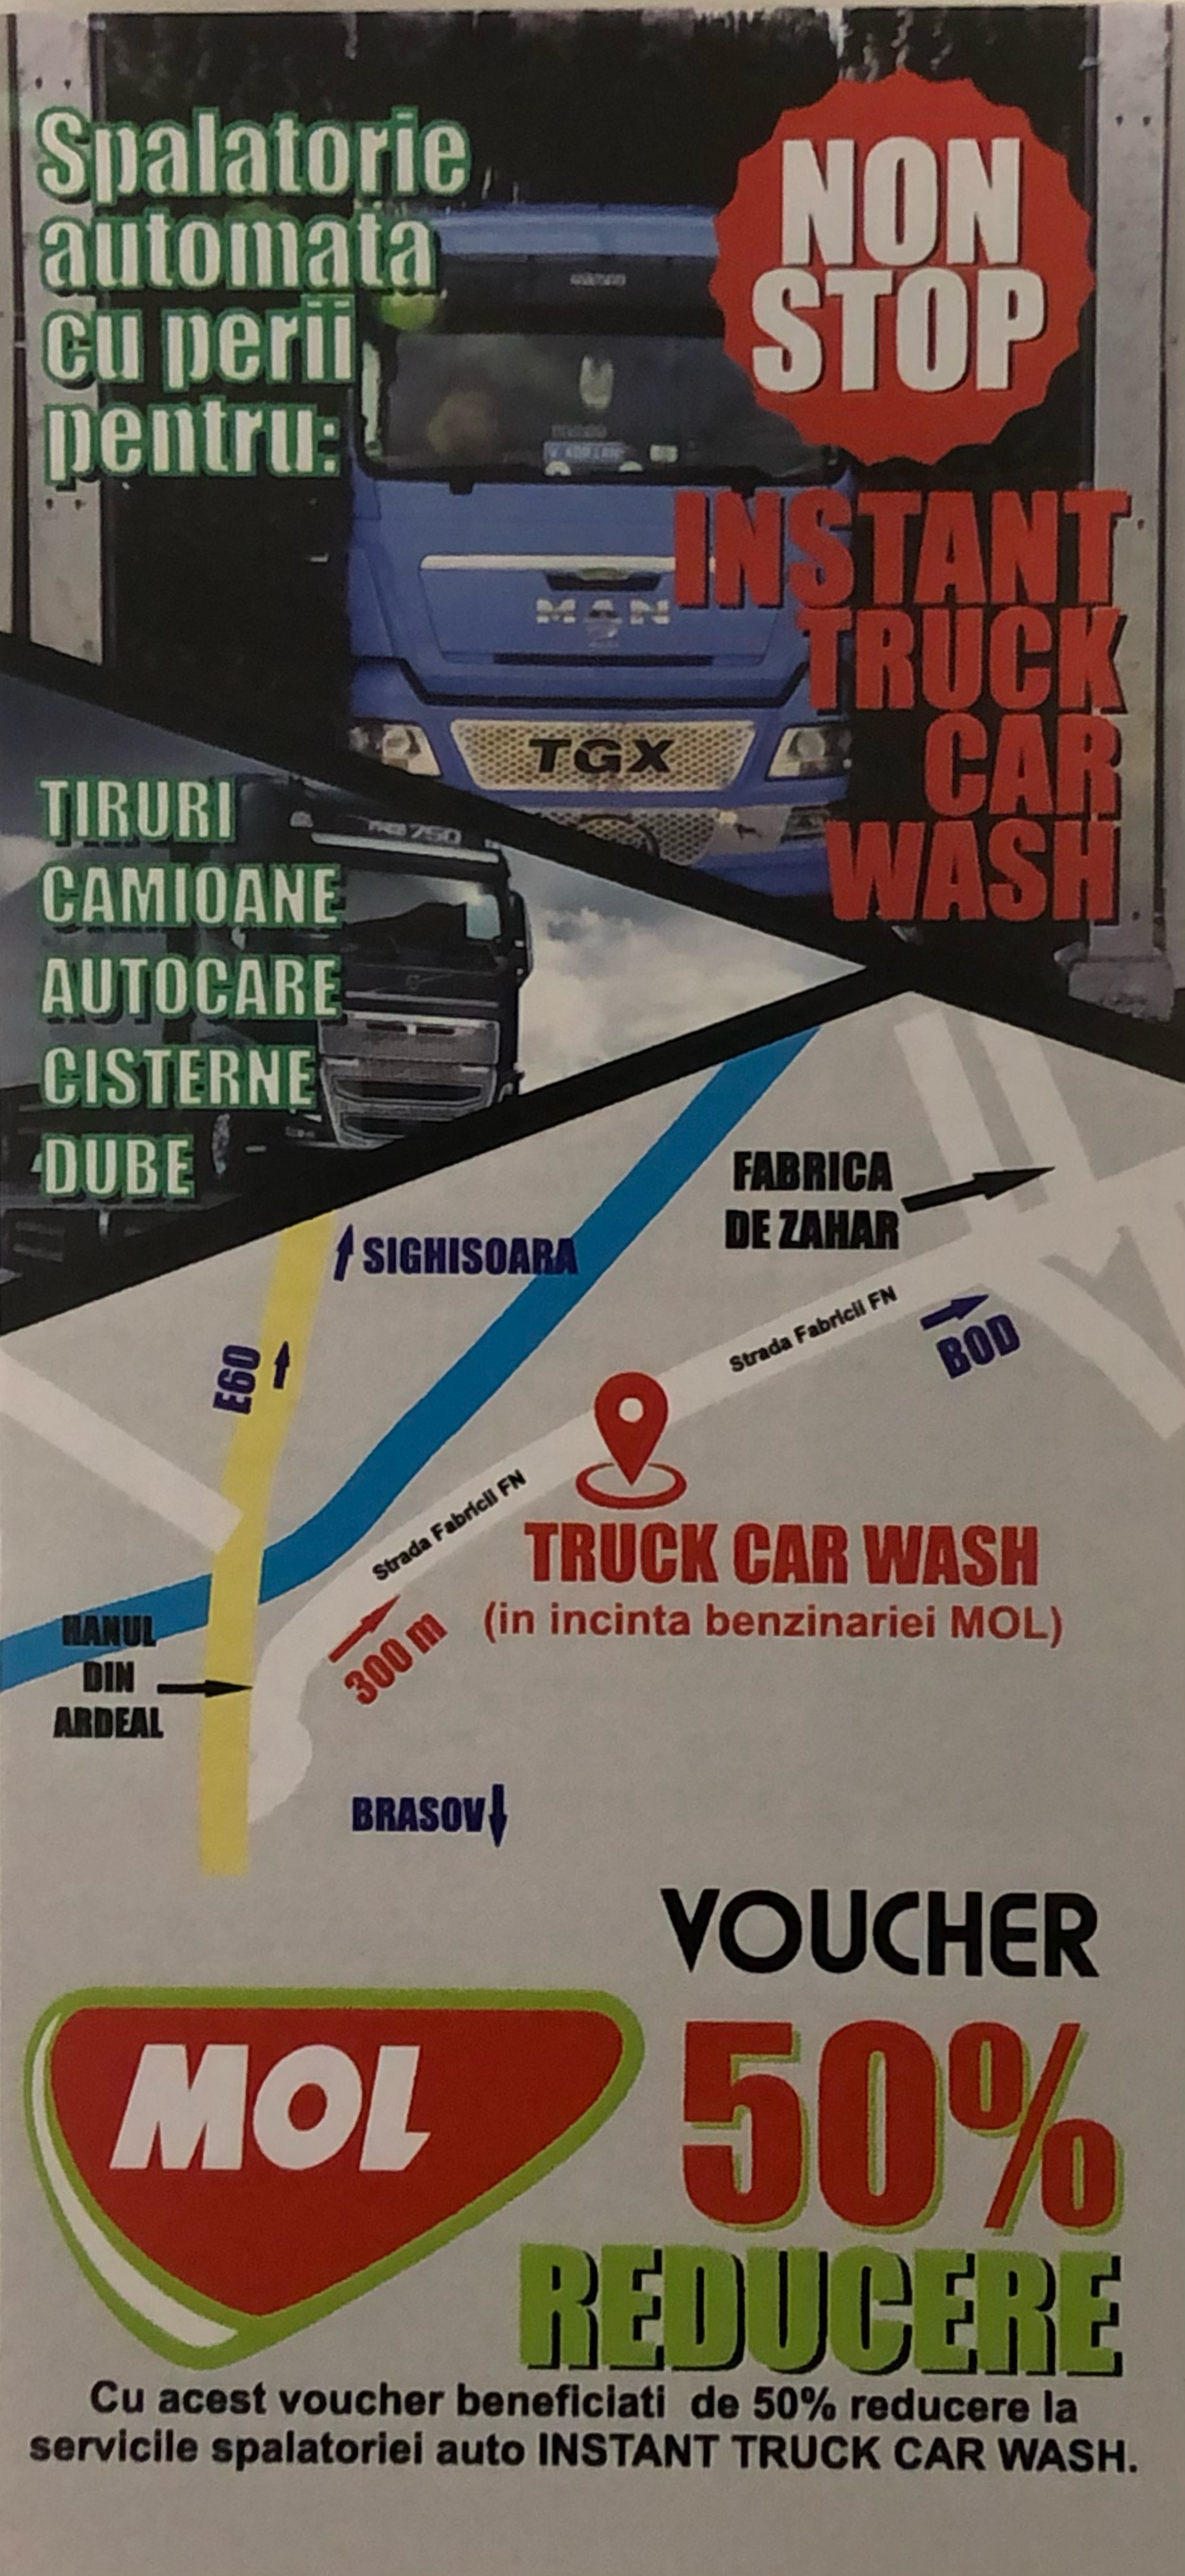 Spalatorie
automata
cu perii
pentru:
NON
STOP
INSTANT
TRUCK
CAR
WASH
MAN
TGX
TIRURI
CAMIOANE
AUTOCARE
CISTERNE
DUBE
750
FABRICA
DE ZAHAR
SIGHISOARA
E60
Strada Fabricii FN
BOD
Strada Fabricii FN
TRUCK CAR WASH
(in incinta benzinariei MOL)
300 m
HANUL
DIN
ARDEAL
BRASOV
VOUCHER
MOL
50%
REDUCERE
Cu acest voucher beneficiati de 50% reducere la
servicile spalatoriei auto INSTANT TRUCK CAR WASH.